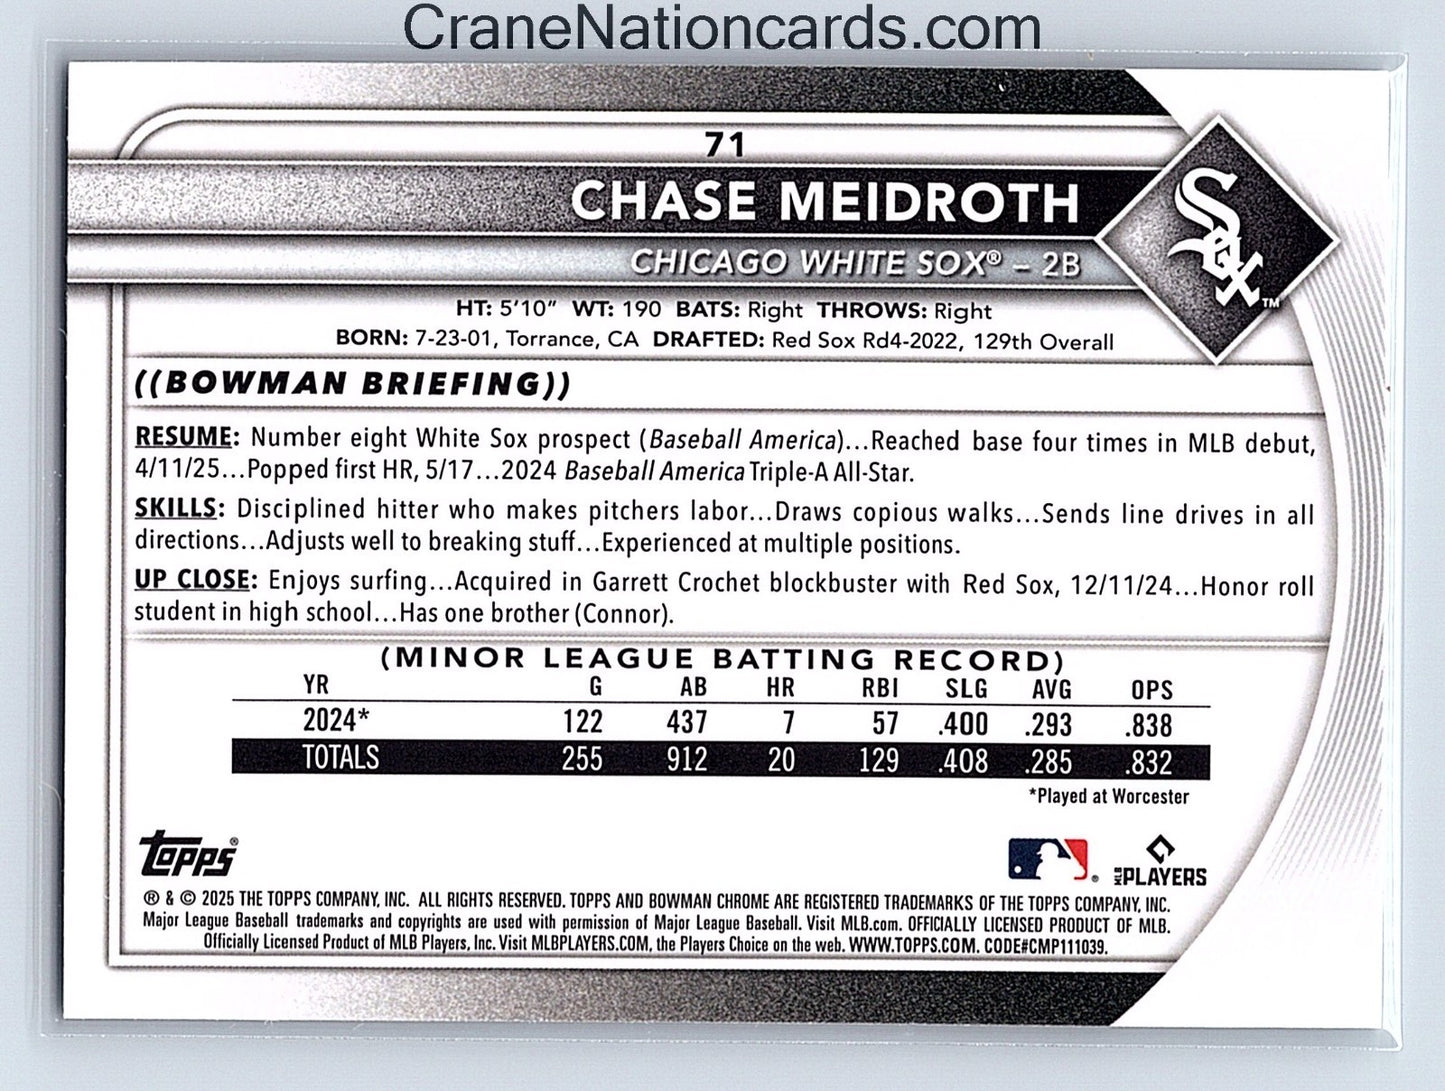 CraneNationcards.com
71
CHASE MEIDROTH
CHICAGO WHITE SOX® – 2B
SOX™
HT: 5'10" WT: 190 BATS: Right THROWS: Right
BORN: 7-23-01, Torrance, CA DRAFTED: Red Sox Rd4-2022, 129th Overall
((BOWMAN BRIEFING))
RESUME: Number eight White Sox prospect (Baseball America)...Reached base four times in MLB debut,
4/11/25...Popped first HR, 5/17...2024 Baseball America Triple-A All-Star.
SKILLS: Disciplined hitter who makes pitchers labor...Draws copious walks...Sends line drives in all
directions...Adjusts well to breaking stuff...Experienced at multiple positions.
UP CLOSE: Enjoys surfing...Acquired in Garrett Crochet blockbuster with Red Sox, 12/11/24...Honor roll
student in high school...Has one brother (Connor).
(MINOR LEAGUE BATTING RECORD)
YR G AB HR RBI SLG AVG OPS
2024* 122 437 7 57 .400 .293 .838
TOTALS 255 912 20 129 .408 .285 .832
*Played at Worcester
Topps®
MLB PLAYERS
® & © 2025 THE TOPPS COMPANY, INC. ALL RIGHTS RESERVED. TOPPS AND BOWMAN CHROME ARE REGISTERED TRADEMARKS OF THE TOPPS COMPANY, INC.
Major League Baseball trademarks and copyrights are used with permission of Major League Baseball. Visit MLB.com. OFFICIALLY LICENSED PRODUCT OF MLB.
Officially Licensed Product of MLB Players, Inc. Visit MLBPLAYERS.COM, the Players Choice on the web. WWW.TOPPS.COM. CODE#CMP111039.